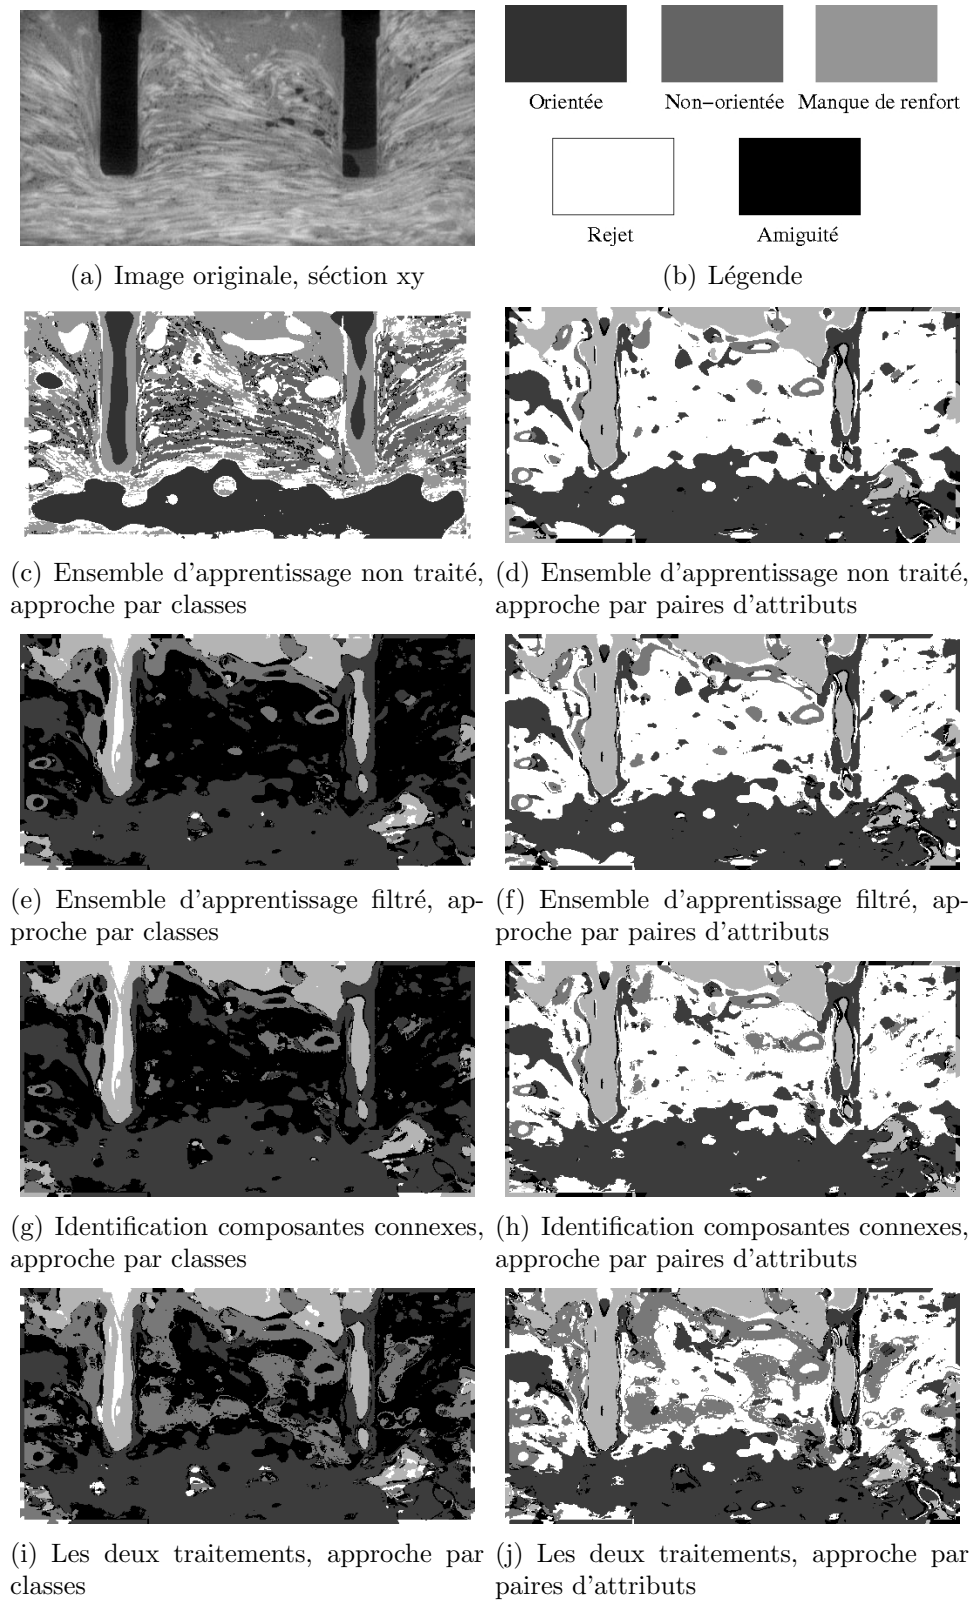 Orientée
Non-orientée
Manque de renfort
Rejet
Amiguité
(a) Image originale, séction xy
(b) Légende
(c) Ensemble d'apprentissage non traité,
approche par classes
(d) Ensemble d'apprentissage non traité,
approche par paires d'attributs
(e) Ensemble d'apprentissage filtré, ap-
proche par classes
(f) Ensemble d'apprentissage filtré, ap-
proche par paires d'attributs
(g) Identification composantes connexes,
approche par classes
(h) Identification composantes connexes,
approche par paires d'attributs
(i) Les deux traitements, approche par
classes
(j) Les deux traitements, approche par
paires d'attributs